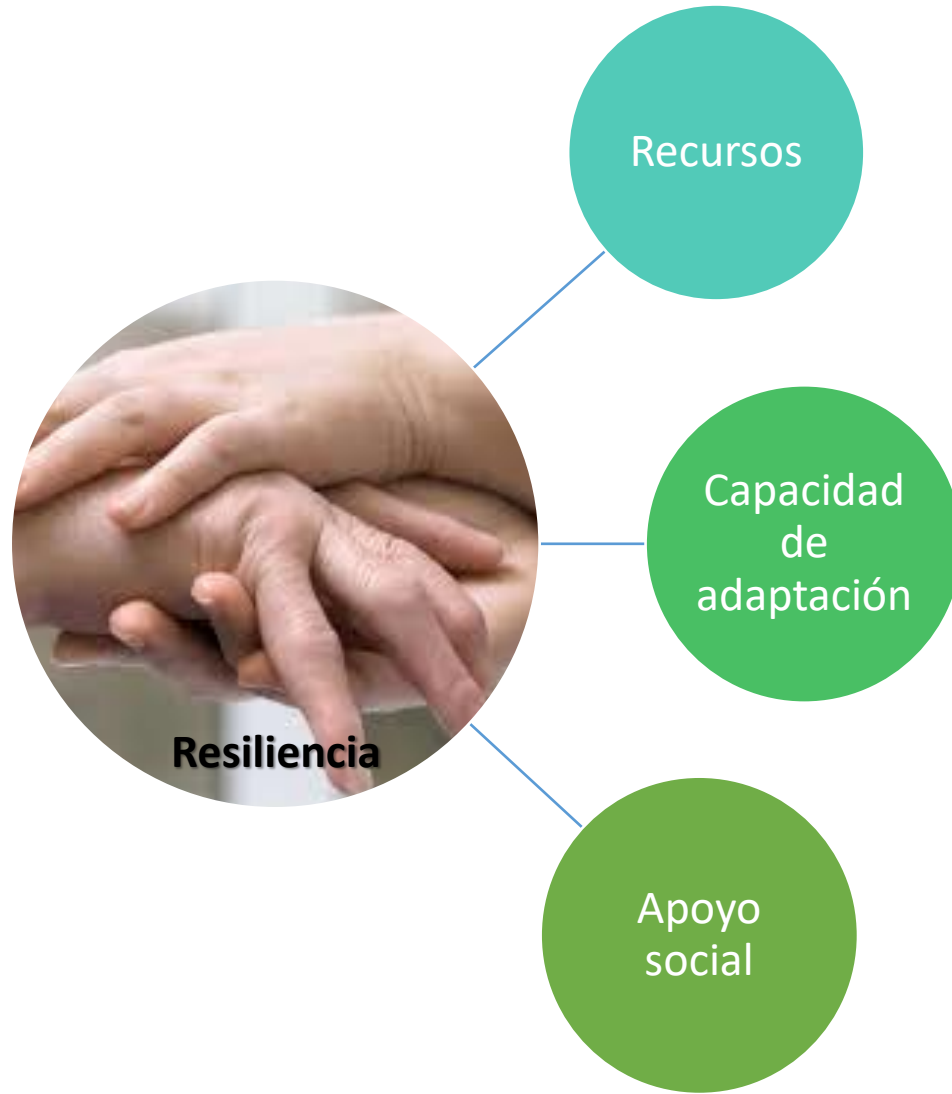 Recursos
Capacidad
de
adaptación
Resiliencia
Apoyo
social